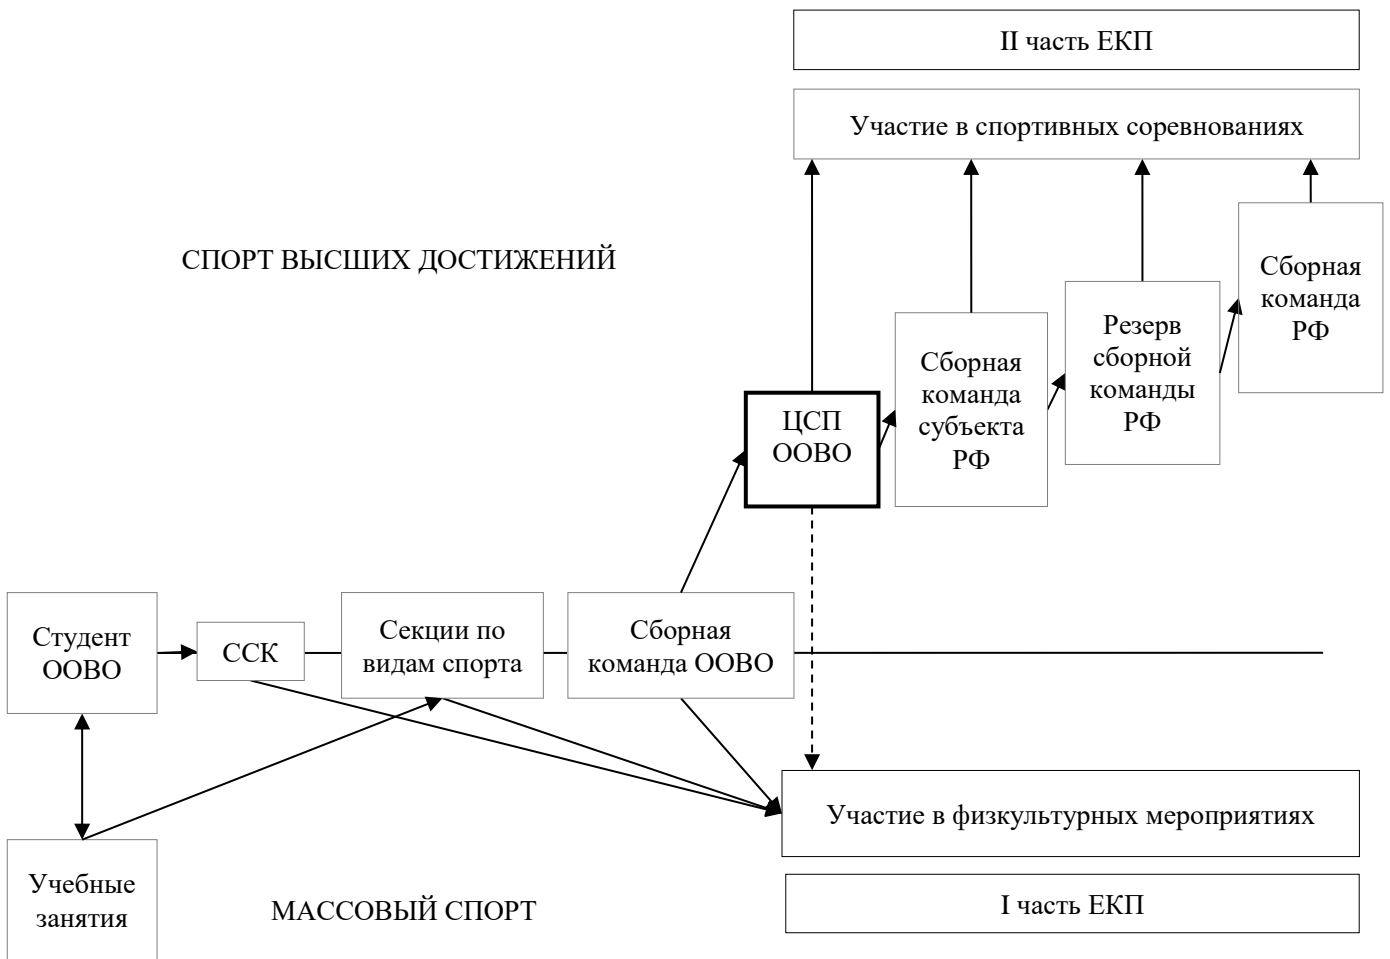 II часть ЕКП
Участие в спортивных соревнованиях
СПОРТ ВЫСШИХ ДОСТИЖЕНИЙ
Сборная
команда
РФ
Резерв
сборной
команды
РФ
Сборная
команда
субъекта
РФ
ЦСП
ООВО
Студент
ООВО
ССК
Секции по
видам спорта
Сборная
команда ООВО
Участие в физкультурных мероприятиях
Учебные
занятия
МАССОВЫЙ СПОРТ
I часть ЕКП